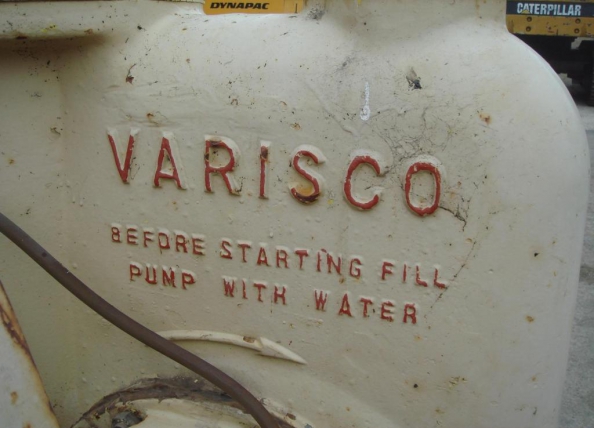 DYNAPAC
CATERPILLAR
VARISCO
BEFORE STARTING FILL
PUMP WITH WATER